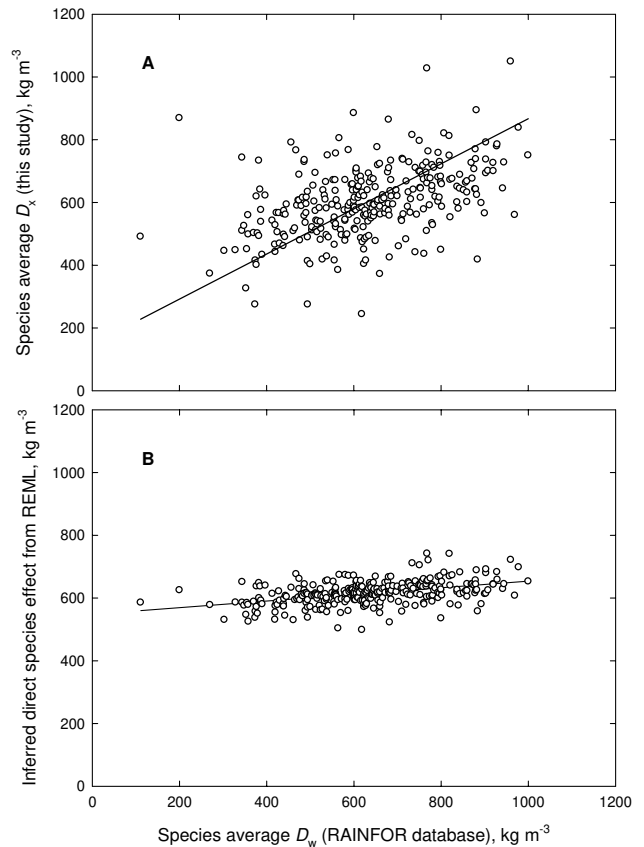 1200
1000
800
600
400
200
0
A
Species average Dx (this study), kg m-3
1200
1000
800
600
400
200
0
B
Inferred direct species effect from REML, kg m-3
0 200 400 600 800 1000 1200
Species average Dw (RAINFOR database), kg m-3